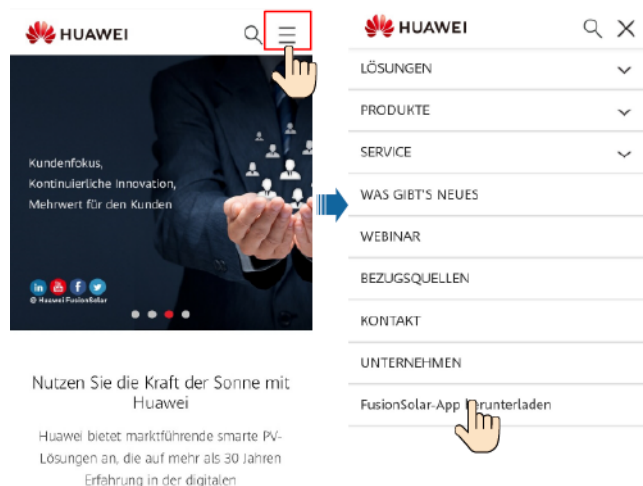 HUAWEI
Kundenfokus,
Kontinuierliche Innovation,
Mehrwert für den Kunden
@ Huawei FusionSolar
Nutzen Sie die Kraft der Sonne mit
Huawei
Huawei bietet marktführende smarte PV-
Lösungen an, die auf mehr als 30 Jahren
Erfahrung in der digitalen
HUAWEI
LÖSUNGEN
PRODUKTE
SERVICE
WAS GIBT'S NEUES
WEBINAR
BEZUGSQUELLEN
KONTAKT
UNTERNEHMEN
FusionSolar-App herunterladen